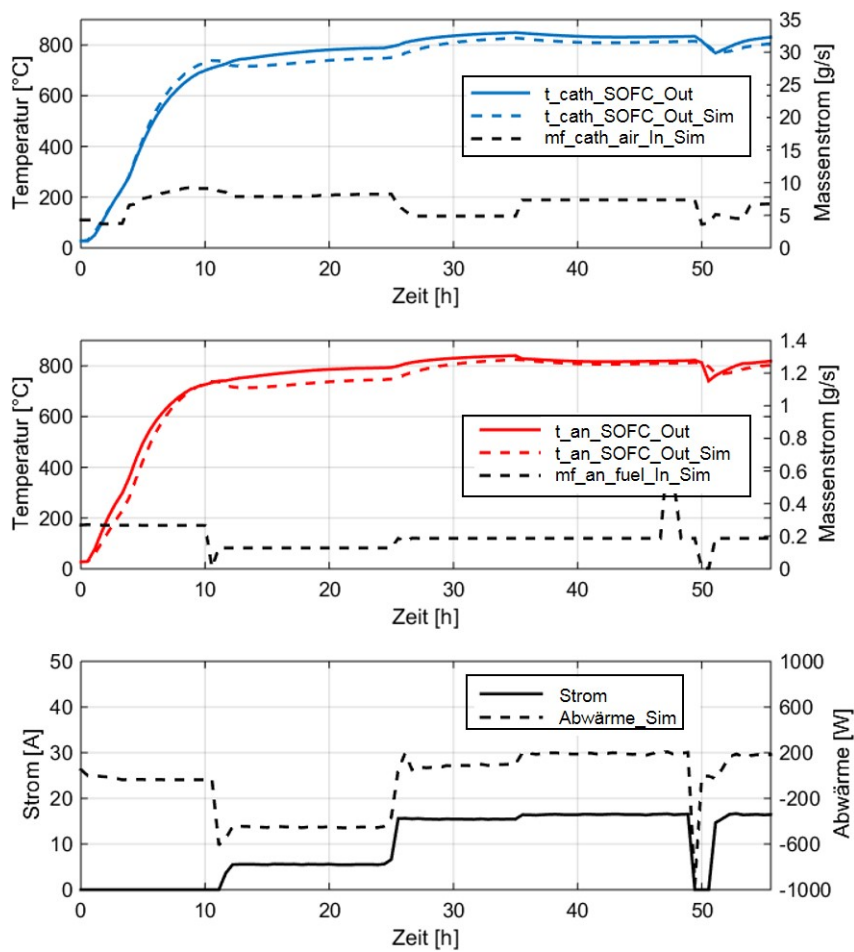 800
600
400
200
0
Temperatur [°C]
35
30
25
20
15
10
5
0
Massenstrom [g/s]
t_cath_SOFC_Out
t_cath_SOFC_Out_Sim
mf_cath_air_In_Sim
0 10 20 30 40 50
Zeit [h]
800
600
400
200
0
Temperatur [°C]
1.4
1.2
1
0.8
0.6
0.4
0.2
0
Massenstrom [g/s]
t_an_SOFC_Out
t_an_SOFC_Out_Sim
mf_an_fuel_In_Sim
0 10 20 30 40 50
Zeit [h]
50
40
30
20
10
0
Strom [A]
1000
600
200
-200
-600
-1000
Abwärme [W]
Strom
Abwärme_Sim
0 10 20 30 40 50
Zeit [h]